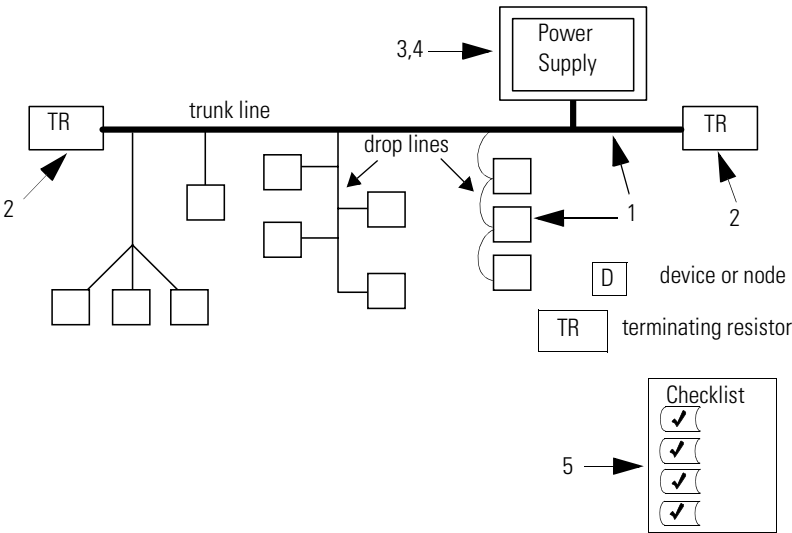 3,4
Power
Supply
TR
trunk line
TR
drop lines
2
1
2
D
device or node
TR
terminating resistor
Checklist
5